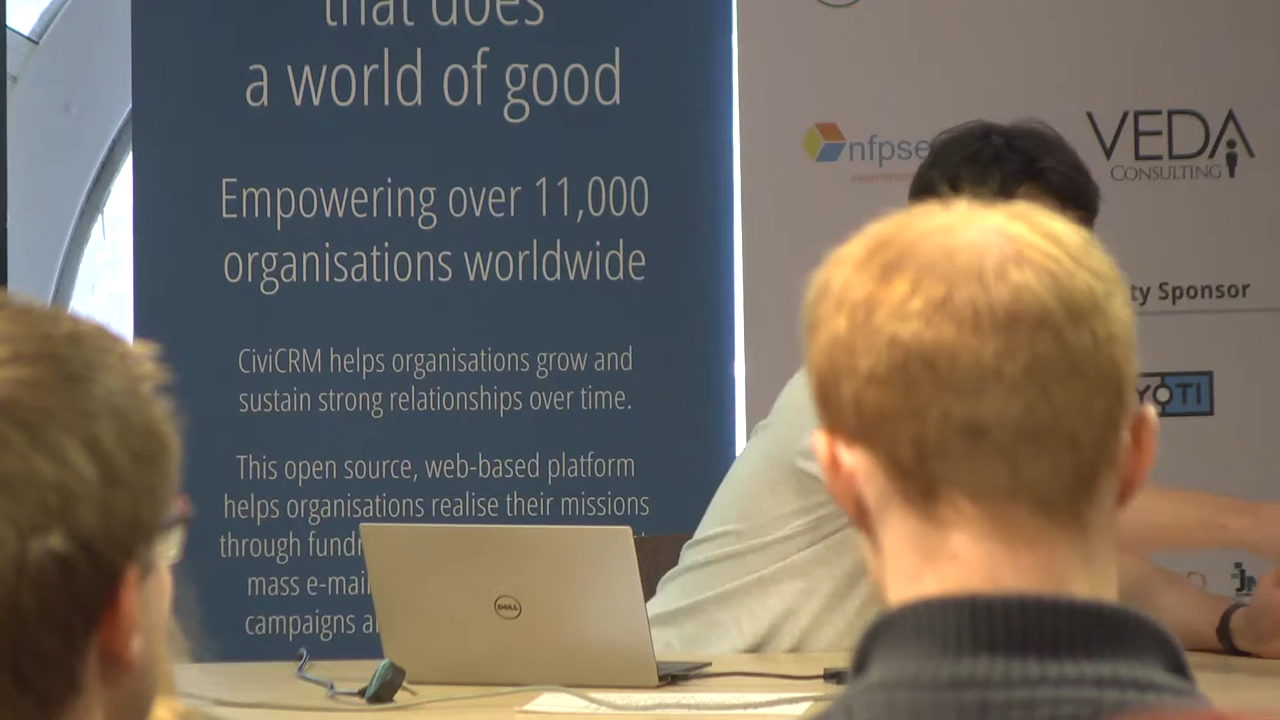 that does
a world of good
Empowering over 11,000
organisations worldwide
CiviCRM helps organisations grow and
sustain strong relationships over time.
This open source, web-based platform
helps organisations realise their missions
through
mass
campaigns
DELL
VEDA
CONSULTING
Sponsor
YOTI